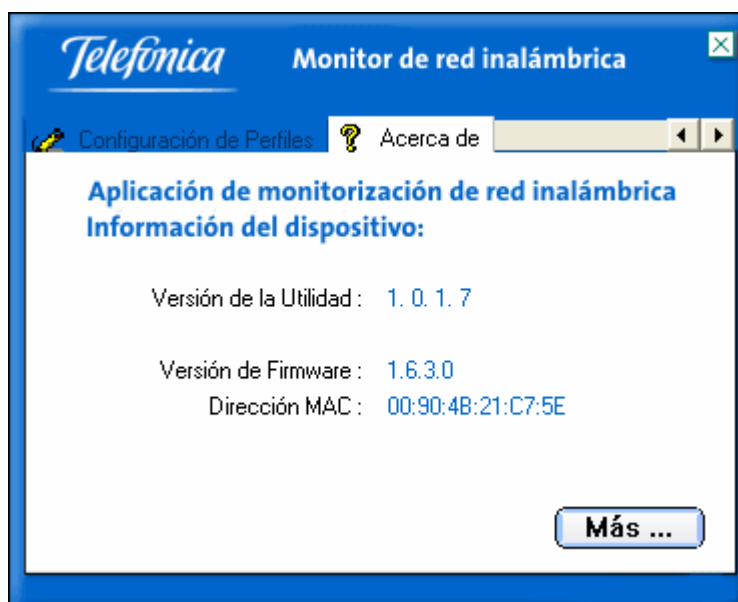 Telefónica Monitor de red inalámbrica
Configuración de Perfiles Acerca de
Aplicación de monitorización de red inalámbrica
Información del dispositivo:
Versión de la Utilidad : 1. 0. 1. 7
Versión de Firmware : 1.6.3.0
Dirección MAC : 00:90:4B:21:C7:5E
Más ...